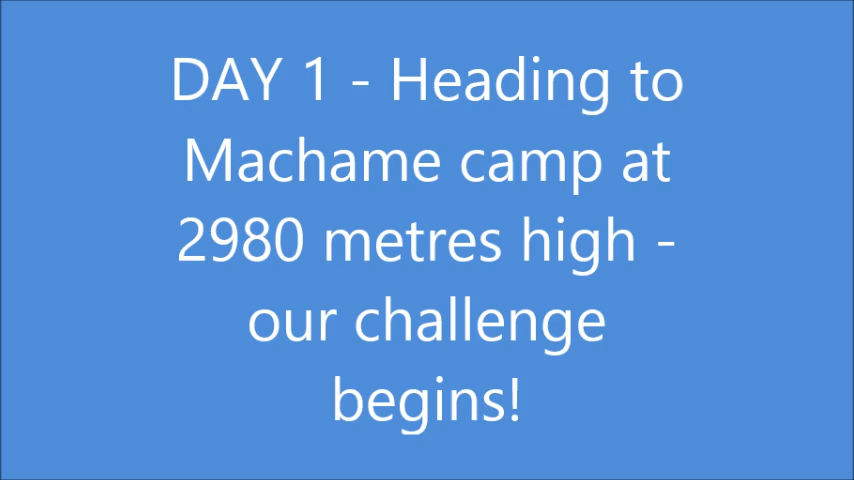 DAY 1 - Heading to
Machame camp at
2980 metres high -
our challenge
begins!